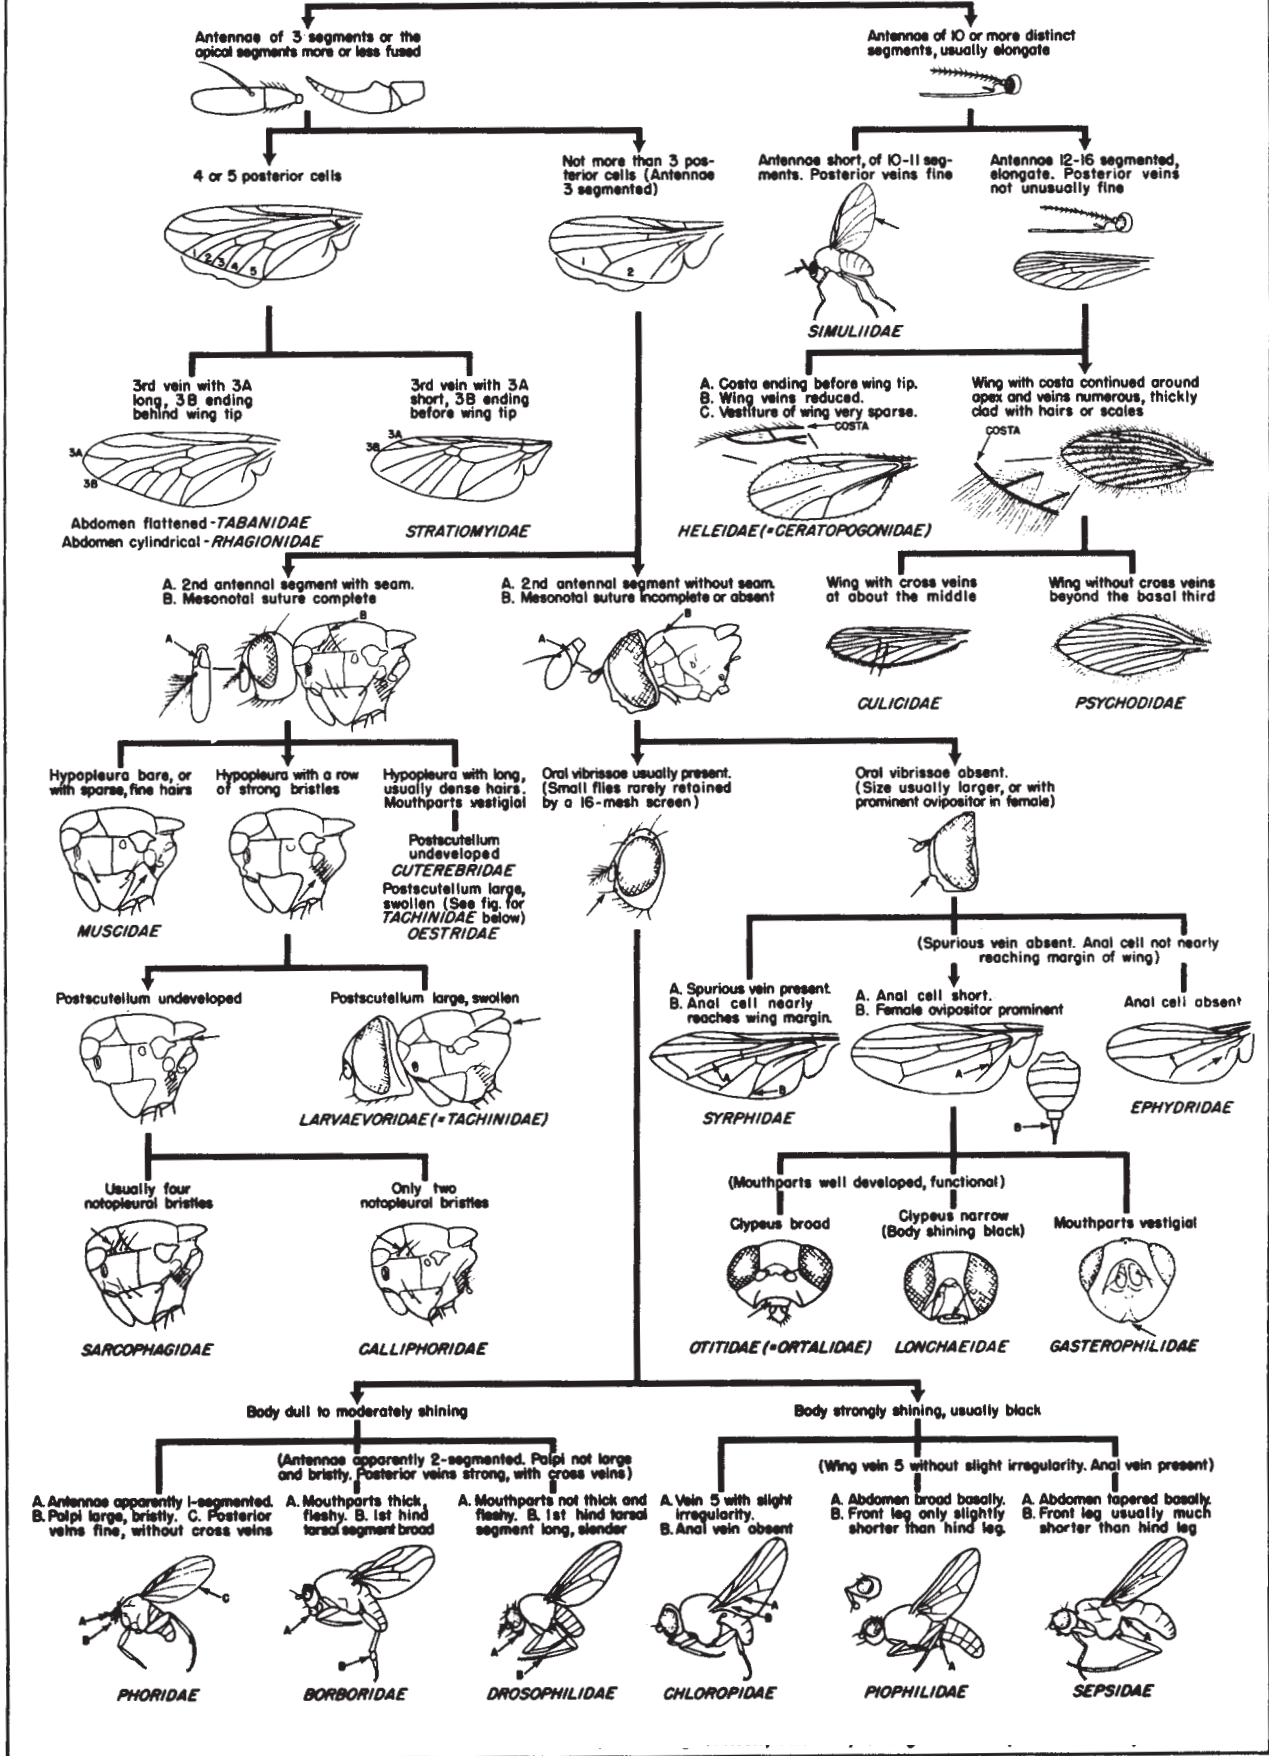 Antennae of 3 segments or the
apical segments more or less fused
Antennae of 10 or more distinct
segments, usually elongate
4 or 5 posterior cells
Not more than 3 pos-
terior cells (Antennae
3 segmented)
Antennae short, of 10-11 seg-
ments. Posterior veins fine
Antennae 12-16 segmented,
elongate. Posterior veins
not unusually fine
1 2 3 4 5
1 2
SIMULIIDAE
3rd vein with 3A
long, 3B ending
behind wing tip
3rd vein with 3A
short, 3B ending
before wing tip
A. Costa ending before wing tip.
B. Wing veins reduced.
C. Vestiture of wing very sparse.
Wing with costa continued around
apex and veins numerous, thickly
clad with hairs or scales
COSTA
COSTA
3A
3B
3A
3B
Abdomen flattened - TABANIDAE
Abdomen cylindrical - RHAGIONIDAE
STRATIOMYIDAE
HELEIDAE (=CERATOPOGONIDAE)
A. 2nd antennal segment with seam.
B. Mesonotal suture complete
A. 2nd antennal segment without seam.
B. Mesonotal suture incomplete or absent
Wing with cross veins
at about the middle
Wing without cross veins
beyond the basal third
A
B
A
B
CULICIDAE
PSYCHODIDAE
Hypopleura bare, or
with sparse, fine hairs
Hypopleura with a row
of strong bristles
Hypopleura with long,
usually dense hairs.
Mouthparts vestigial
Oral vibrissae usually present.
(Small flies rarely retained
by a 16-mesh screen)
Oral vibrissae absent.
(Size usually larger, or with
prominent ovipositor in female)
Postscutellum
undeveloped
CUTEREBRIDAE
Postscutellum large,
swollen (See fig. for
TACHINIDAE below)
OESTRIDAE
MUSCIDAE
(Spurious vein absent. Anal cell not nearly
reaching margin of wing)
Postscutellum undeveloped
Postscutellum large, swollen
A. Spurious vein present.
B. Anal cell nearly
reaches wing margin.
A. Anal cell short.
B. Female ovipositor prominent
Anal cell absent
A
B
A
B
LARVAEVORIDAE (=TACHINIDAE)
SYRPHIDAE
EPHYDRIDAE
Usually four
notopleural bristles
Only two
notopleural bristles
(Mouthparts well developed, functional)
Clypeus broad
Clypeus narrow
(Body shining black)
Mouthparts vestigial
SARCOPHAGIDAE
CALLIPHORIDAE
OTITIDAE (=ORTALIDAE)
LONCHAEIDAE
GASTEROPHILIDAE
Body dull to moderately shining
Body strongly shining, usually black
(Antennae apparently 2-segmented. Palpi not large
and bristly. Posterior veins strong, with cross veins)
(Wing vein 5 without slight irregularity. Anal vein present)
A. Antennae apparently 1-segmented.
B. Palpi large, bristly. C. Posterior
veins fine, without cross veins
A. Mouthparts thick,
fleshy. B. 1st hind
tarsal segment broad
A. Mouthparts not thick and
fleshy. B. 1st hind tarsal
segment long, slender
A. Vein 5 with slight
irregularity.
B. Anal vein absent
A. Abdomen broad basally.
B. Front leg only slightly
shorter than hind leg.
A. Abdomen tapered basally.
B. Front leg usually much
shorter than hind leg
A
B
C
A
B
A
B
A
B
A
A
PHORIDAE
BORBORIDAE
DROSOPHILIDAE
CHLOROPIDAE
PIOPHILIDAE
SEPSIDAE